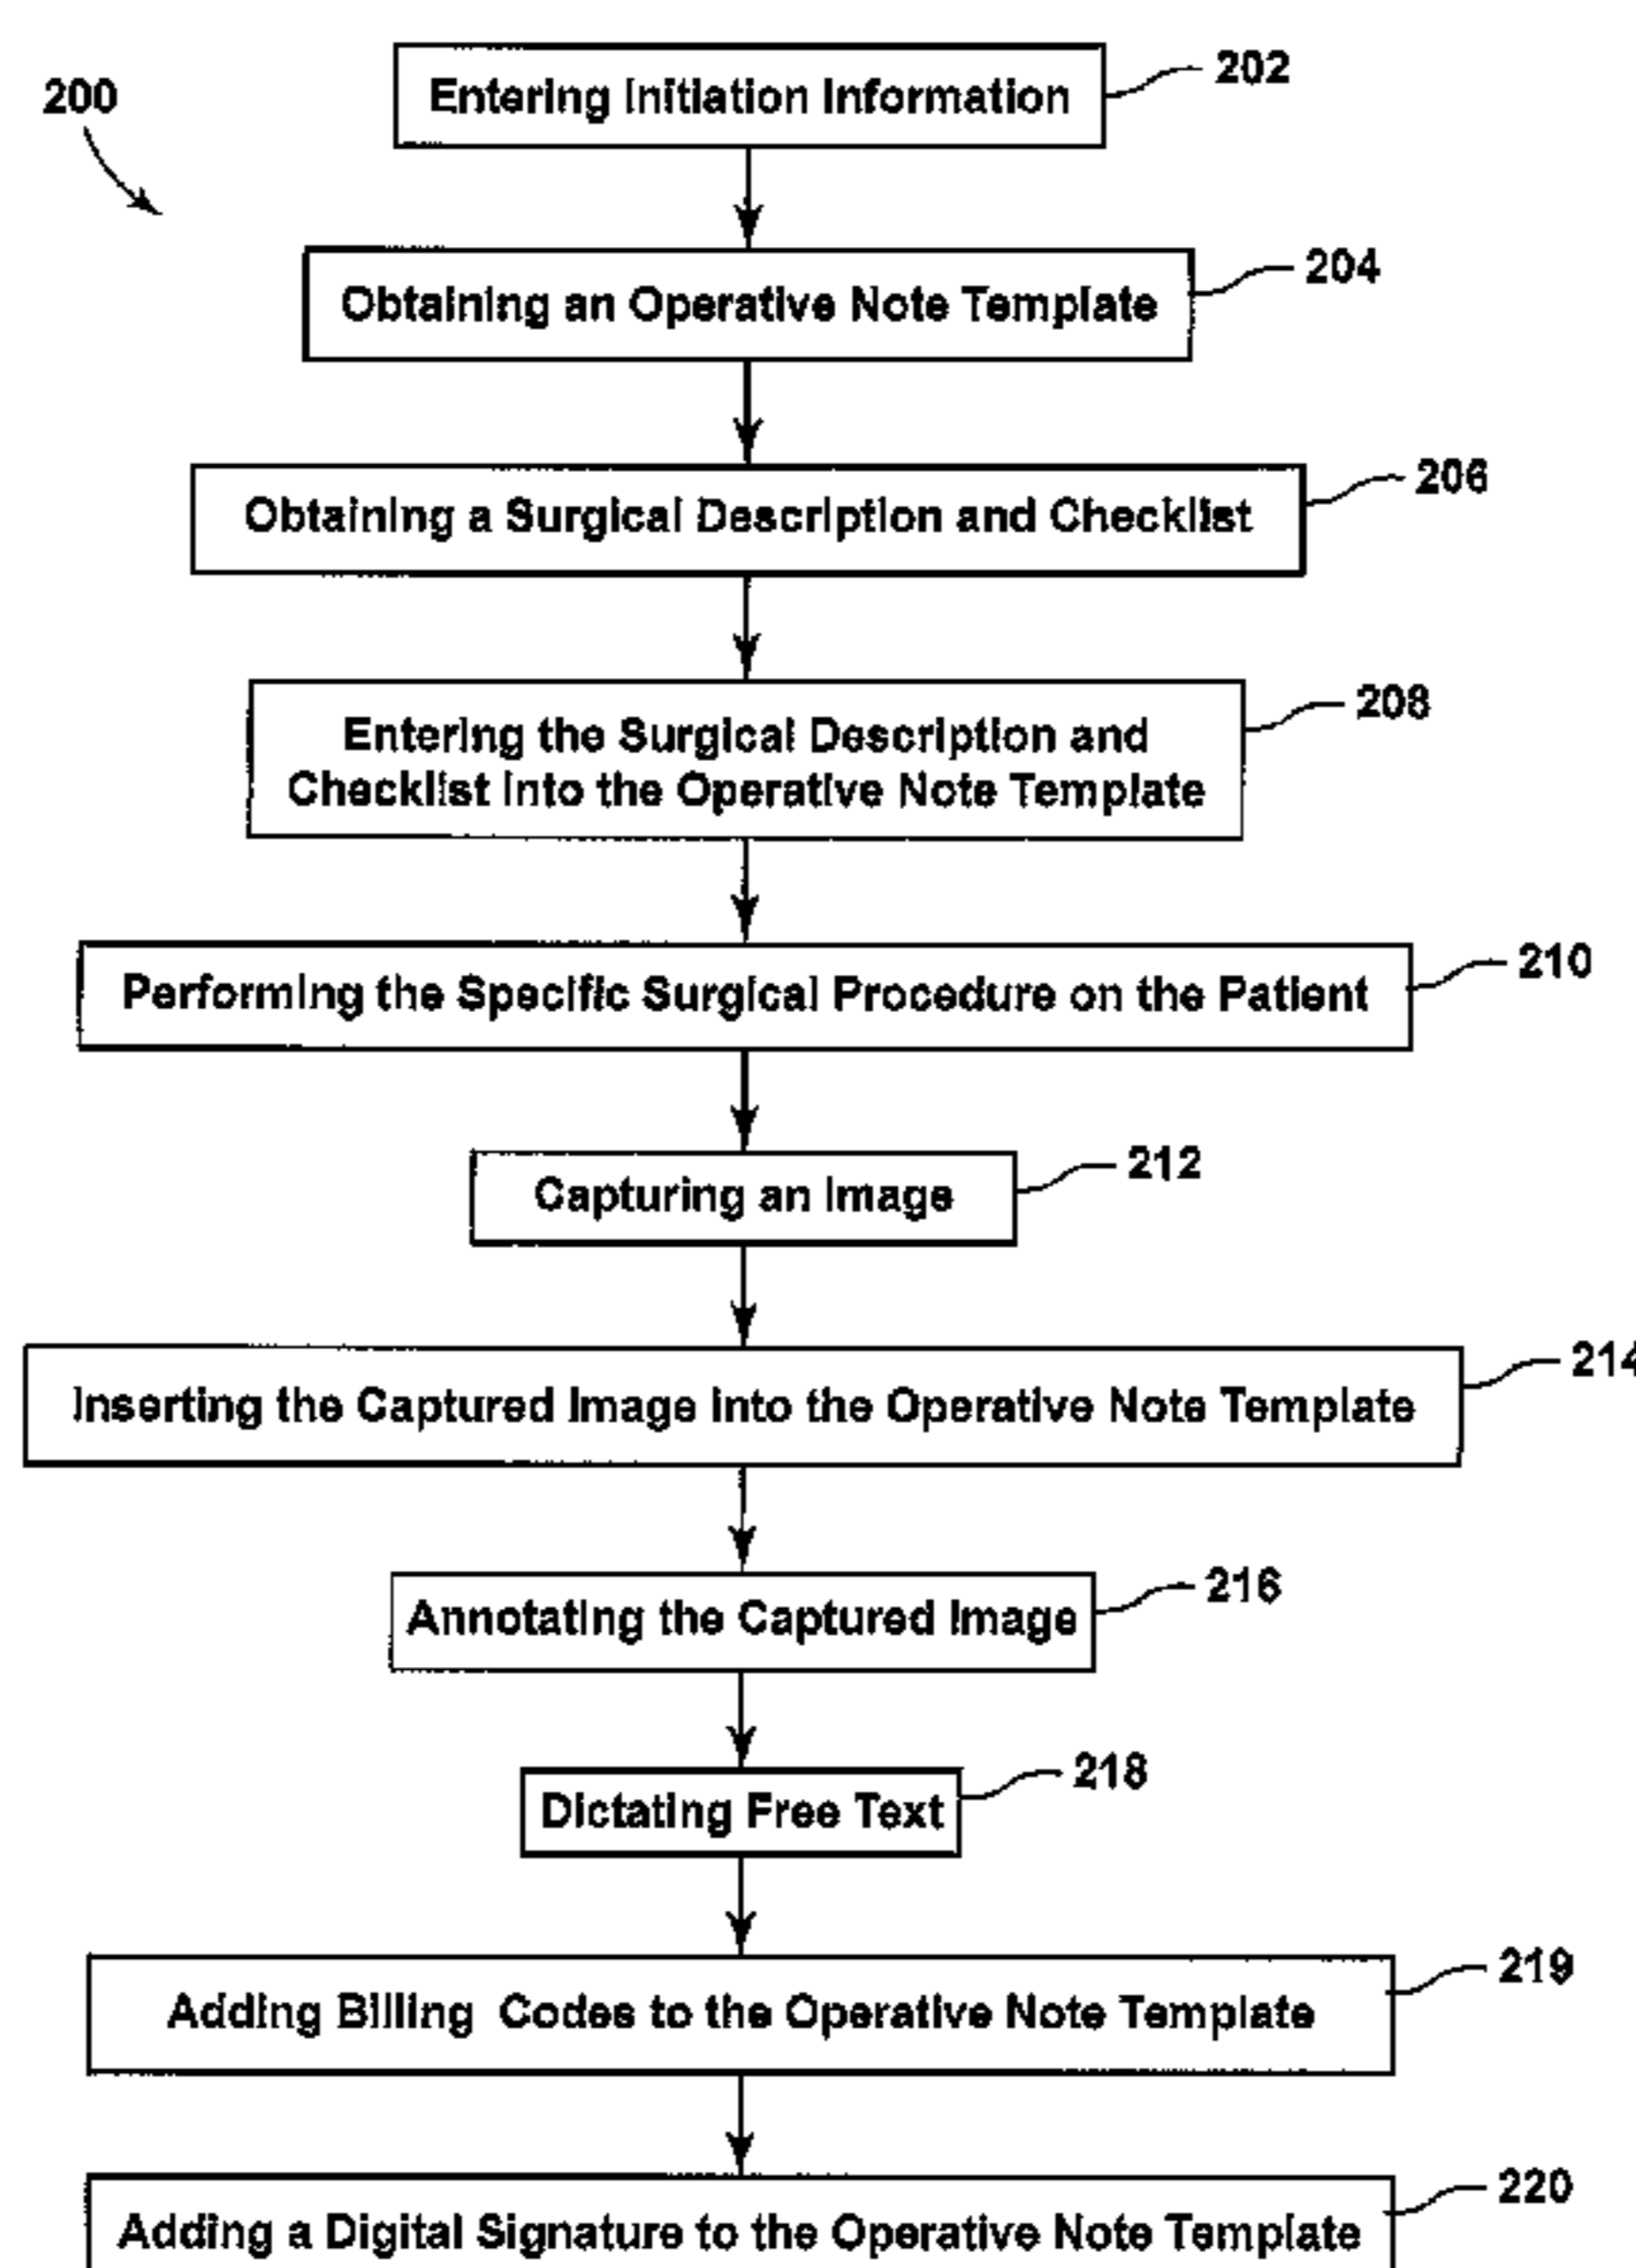 200
Entering Initiation Information
202
Obtaining an Operative Note Template
204
Obtaining a Surgical Description and Checklist
206
Entering the Surgical Description and
Checklist into the Operative Note Template
208
Performing the Specific Surgical Procedure on the Patient
210
Capturing an Image
212
Inserting the Captured Image into the Operative Note Template
214
Annotating the Captured Image
216
Dictating Free Text
218
Adding Billing Codes to the Operative Note Template
219
Adding a Digital Signature to the Operative Note Template
220